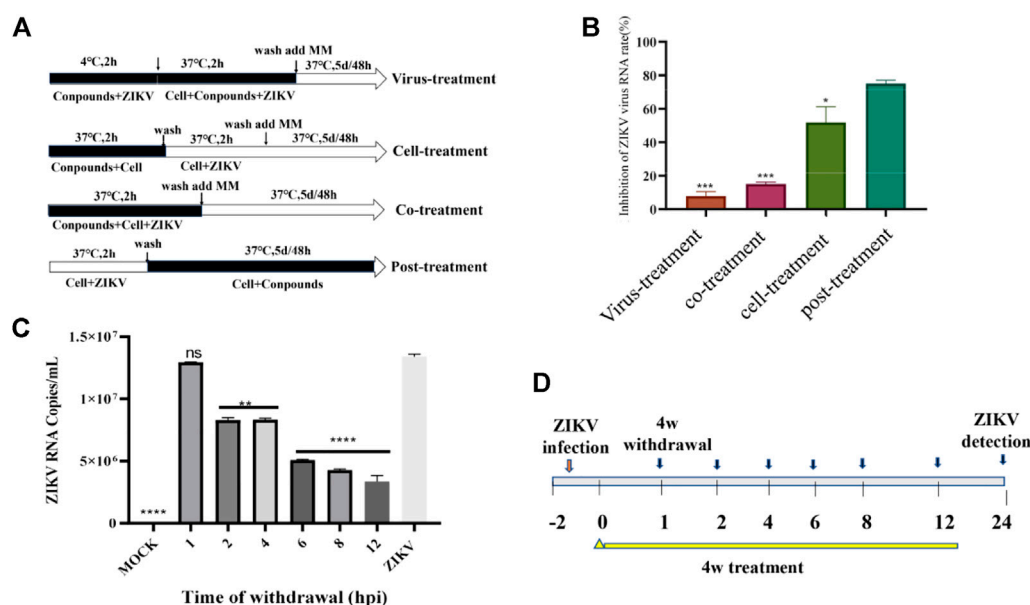 A
wash add MM
4℃,2h
37℃,2h
37℃,5d/48h
Virus-treatment
Conpounds+ZIKV
Cell+Conpounds+ZIKV
wash add MM
37℃,2h
wash
37℃,2h
37℃,5d/48h
Cell-treatment
Conpounds+Cell
Cell+ZIKV
wash add MM
37℃,2h
37℃,5d/48h
Co-treatment
Conpounds+Cell+ZIKV
wash
37℃,2h
37℃,5d/48h
Post-treatment
Cell+ZIKV
Cell+Conpounds
B
Inhibition of ZIKV virus RNA rate(%)
100
80
60
40
20
0
***
***
*
Virus-treatment
co-treatment
cell-treatment
post-treatment
C
ZIKV RNA Copies/mL
1.5×10⁷
1×10⁷
5×10⁶
0
****
ns
**
****
MOCK
1
2
4
6
8
12
ZIKV
Time of withdrawal (hpi)
D
ZIKV
infection
4w
withdrawal
ZIKV
detection
-2 0 1 2 4 6 8 12 24
4w treatment